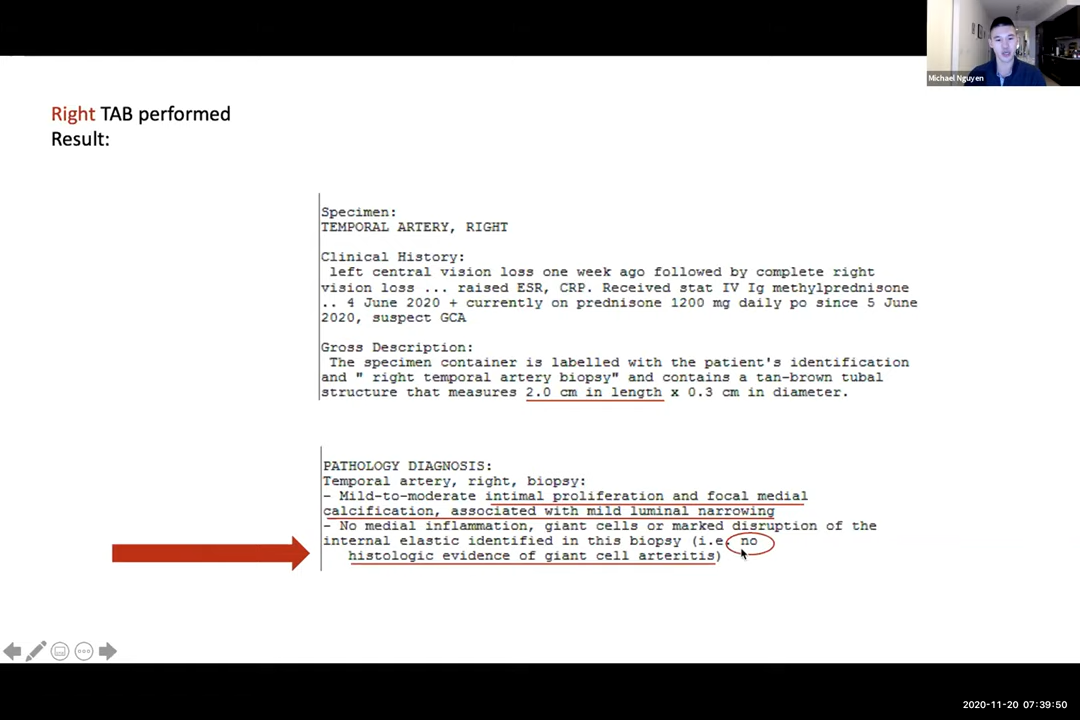 Michael Nguyen
Right TAB performed
Result:
Specimen:
TEMPORAL ARTERY, RIGHT
Clinical History:
left central vision loss one week ago followed by complete right
vision loss ... raised ESR, CRP. Received stat IV Ig methylprednisone
.. 4 June 2020 + currently on prednisone 1200 mg daily po since 5 June
2020, suspect GCA
Gross Description:
The specimen container is labelled with the patient's identification
and " right temporal artery biopsy" and contains a tan-brown tubal
structure that measures 2.0 cm in length x 0.3 cm in diameter.
PATHOLOGY DIAGNOSIS:
Temporal artery, right, biopsy:
- Mild-to-moderate intimal proliferation and focal medial
calcification, associated with mild luminal narrowing
- No medial inflammation, giant cells or marked disruption of the
internal elastic identified in this biopsy (i.e. no
histologic evidence of giant cell arteritis)
2020-11-20 07:39:50